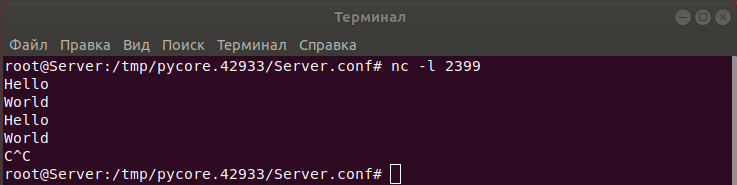 Терминал
Файл Правка Вид Поиск Терминал Справка
root@Server:/tmp/pycore.42933/Server.conf# nc -l 2399
Hello
World
Hello
World
C^C
root@Server:/tmp/pycore.42933/Server.conf#